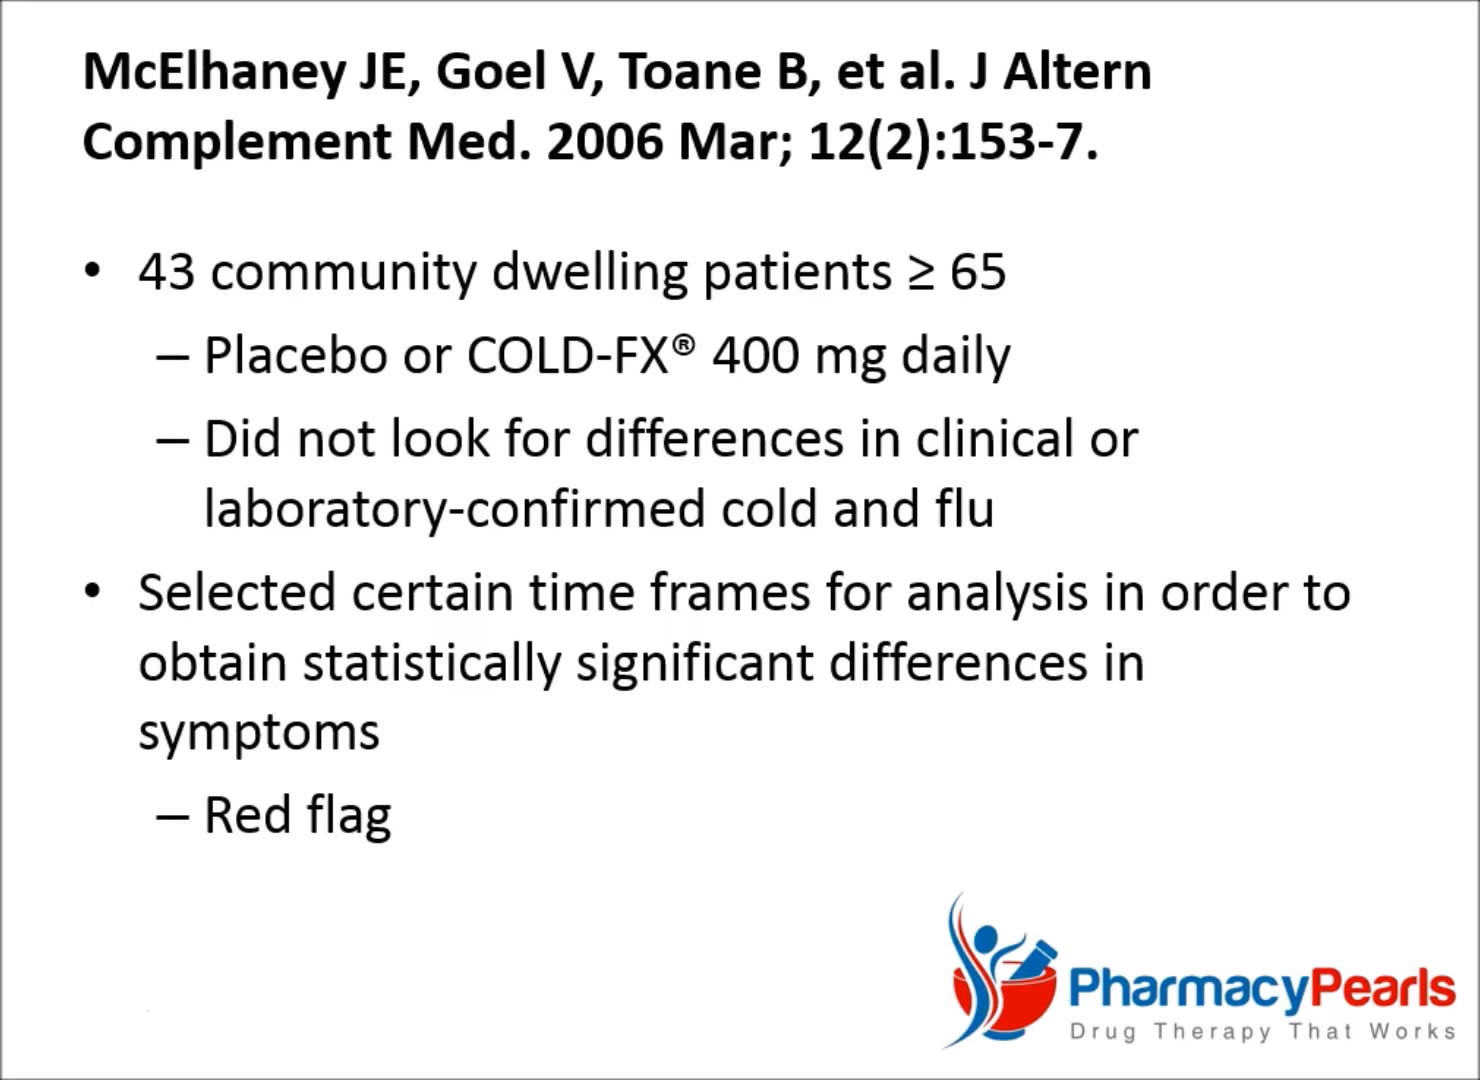 McElhaney JE, Goel V, Toane B, et al. J Altern
Complement Med. 2006 Mar; 12(2):153-7.
• 43 community dwelling patients ≥ 65
– Placebo or COLD-FX® 400 mg daily
– Did not look for differences in clinical or
laboratory-confirmed cold and flu
• Selected certain time frames for analysis in order to
obtain statistically significant differences in
symptoms
– Red flag
PharmacyPearls
Drug Therapy That Works